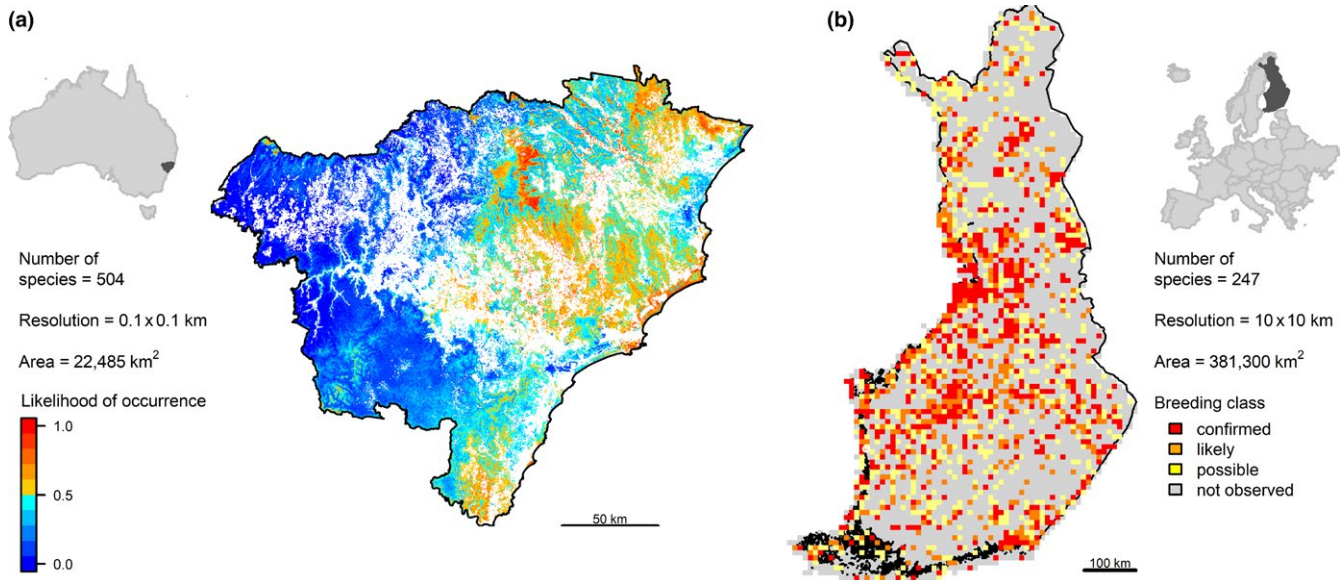 (a)
Number of
species = 504
Resolution = 0.1 x 0.1 km
Area = 22,485 km²
Likelihood of occurrence
1.0
0.5
0.0
50 km
(b)
Number of
species = 247
Resolution = 10 x 10 km
Area = 381,300 km²
Breeding class
confirmed
likely
possible
not observed
100 km